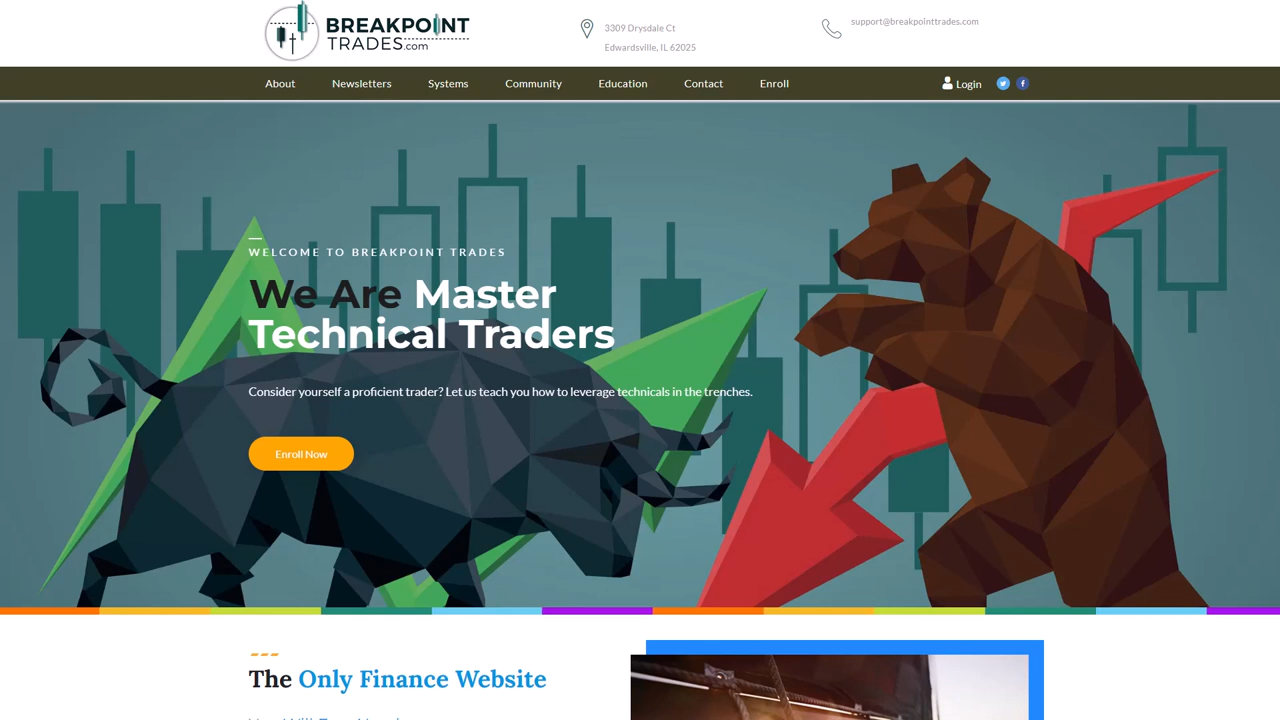 BREAKPOINT
TRADES.com
3309 Drysdale Ct
Edwardsville, IL 62025
support@breakpointtrades.com
About
Newsletters
Systems
Community
Education
Contact
Enroll
Login
WELCOME TO BREAKPOINT TRADES
We Are Master
Technical Traders
Consider yourself a proficient trader? Let us teach you how to leverage technicals in the trenches.
Enroll Now
The Only Finance Website